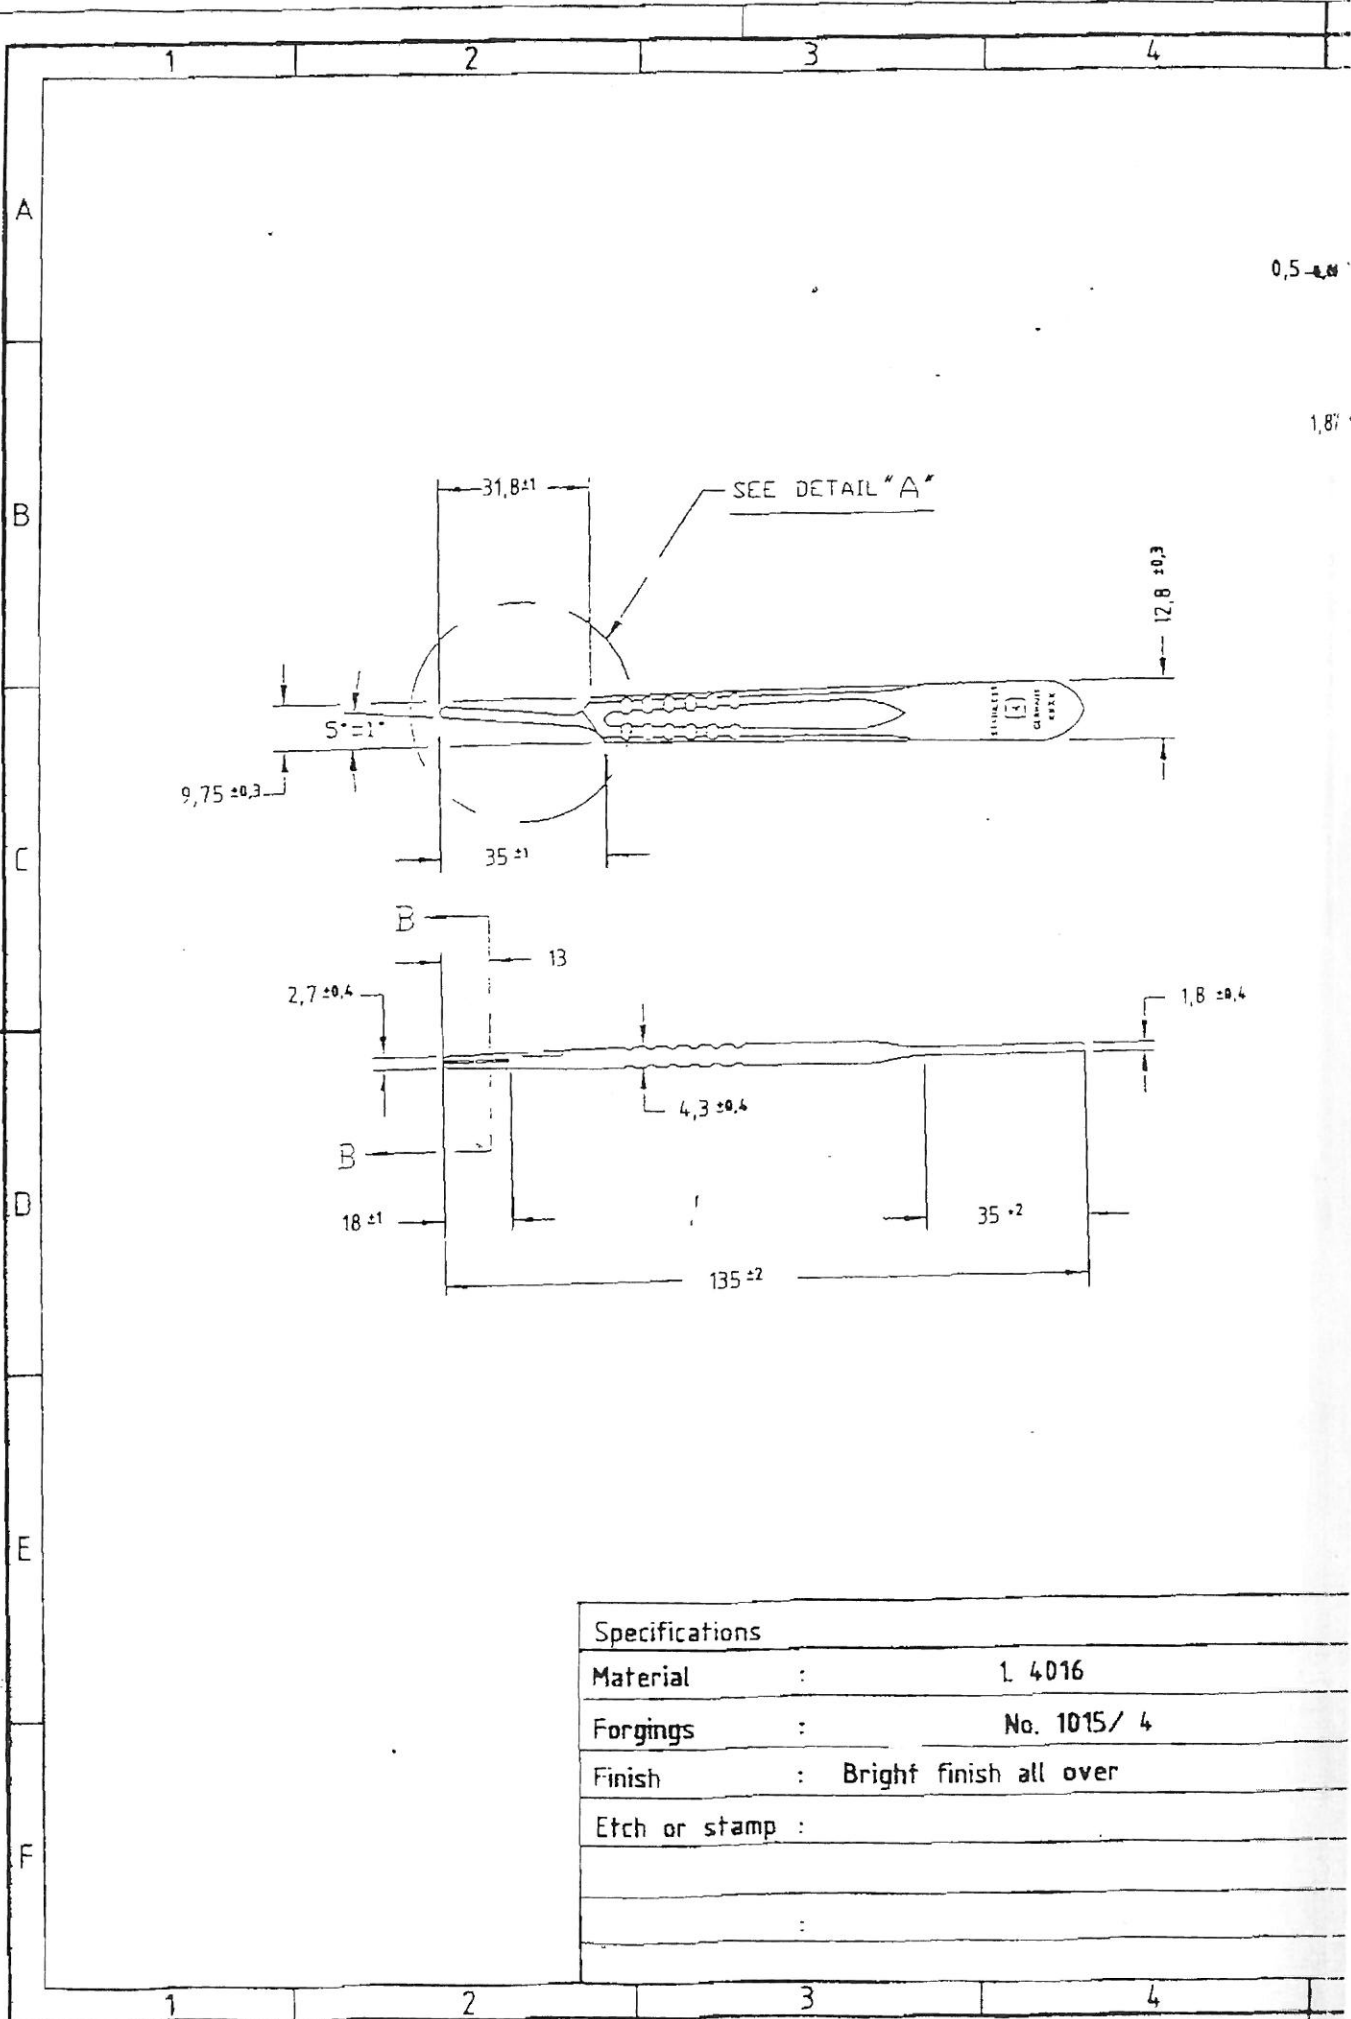 1 2 3 4
A
0,5
1,87
31,8±1
SEE DETAIL "A"
B
12,8 ±0,3
GERMANY
5°=1°
9,75 ±0,3
C
35 ±1
B
13
2,7 ±0,4
1,8 ±0,4
4,3 ±0,4
B
D
18 ±1
35 ±2
135 ±2
E
Specifications
Material : 1. 4016
Forgings : No. 1015/ 4
Finish : Bright finish all over
Etch or stamp :
F
:
1 2 3 4